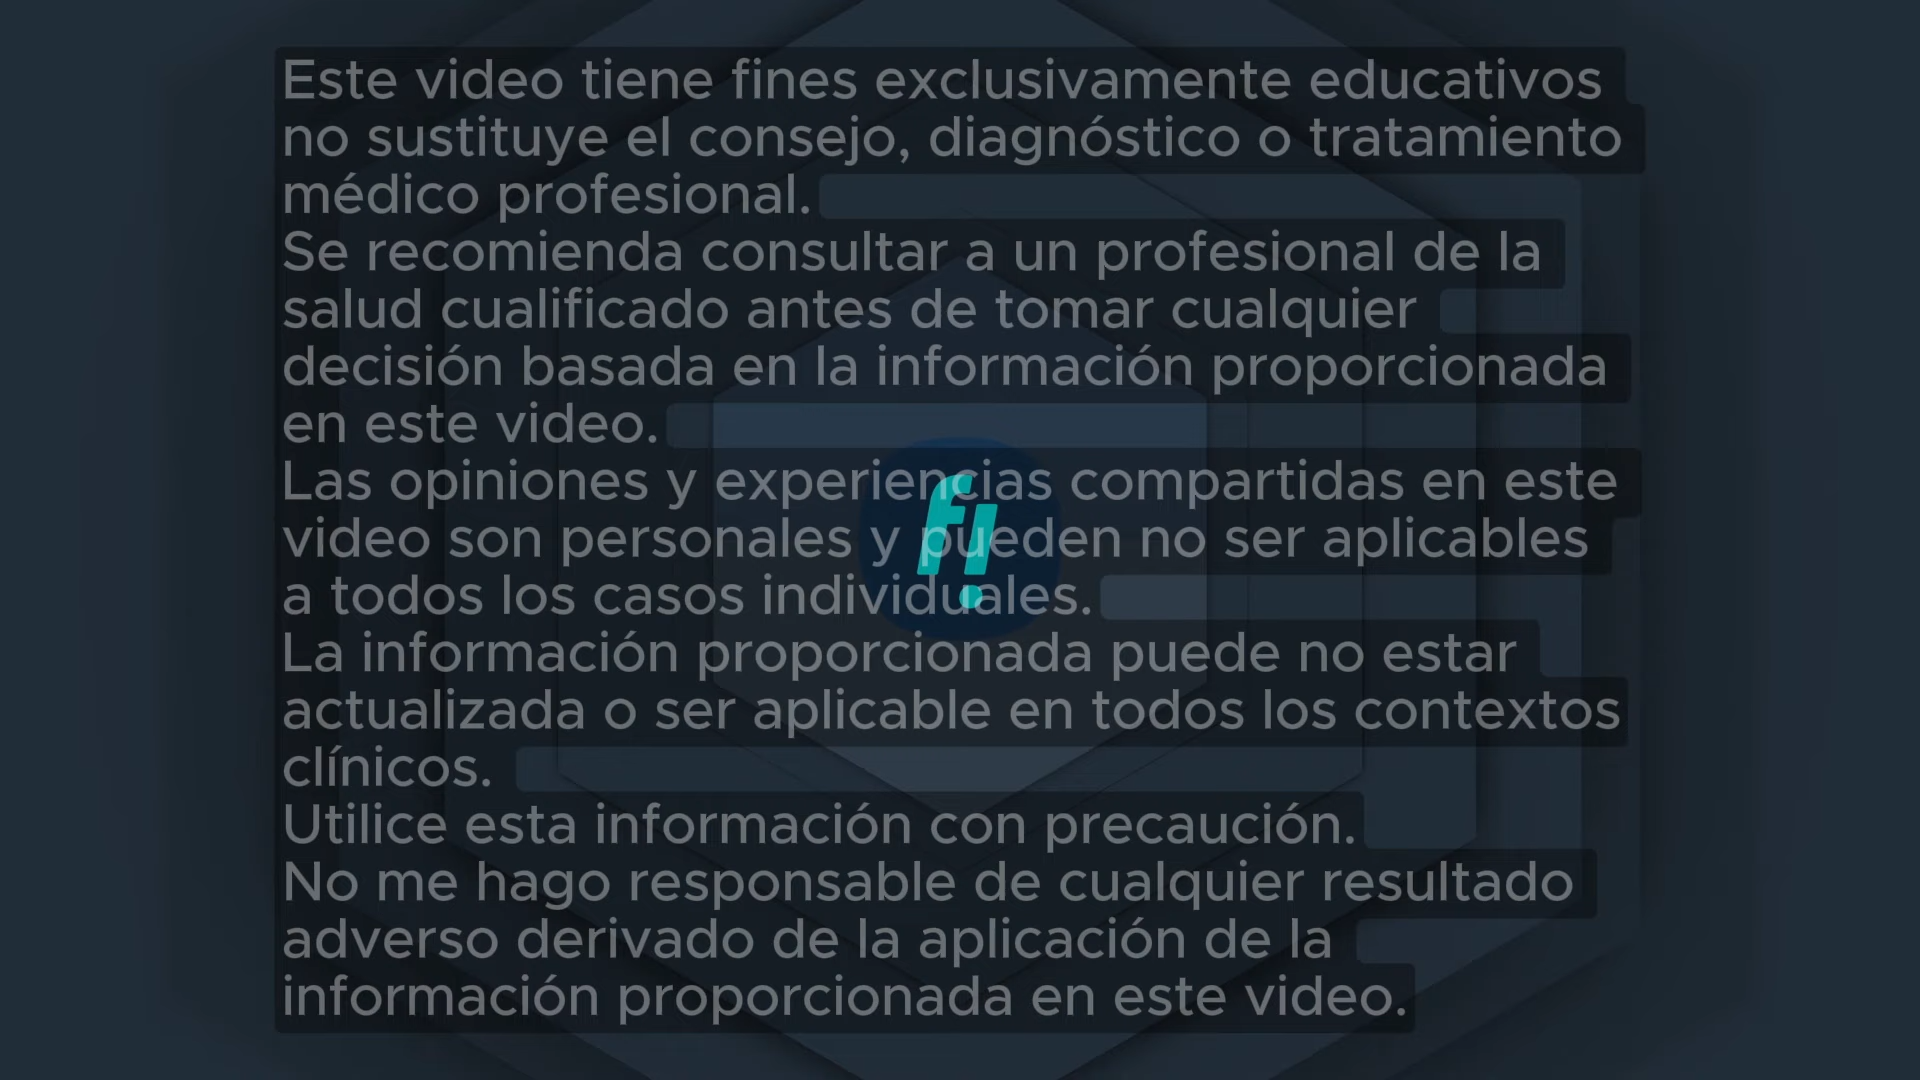 Este video tiene fines exclusivamente educativos
no sustituye el consejo, diagnóstico o tratamiento
médico profesional.
Se recomienda consultar a un profesional de la
salud cualificado antes de tomar cualquier
decisión basada en la información proporcionada
en este video.
Las opiniones y experiencias compartidas en este
video son personales y pueden no ser aplicables
a todos los casos individuales.
La información proporcionada puede no estar
actualizada o ser aplicable en todos los contextos
clínicos.
Utilice esta información con precaución.
No me hago responsable de cualquier resultado
adverso derivado de la aplicación de la
información proporcionada en este video.
f!